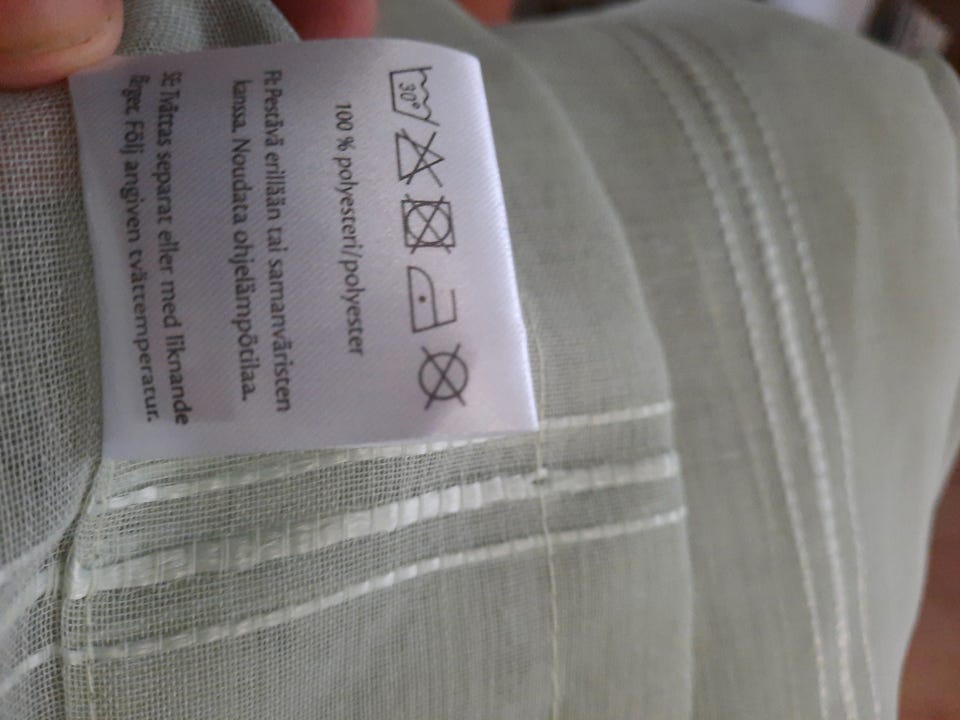 30°
100 % polyesteri/polyester
FI: Pestävä erillään tai samanväristen
kanssa. Noudata ohjelämpötilaa.
SE: Tvättas separat eller med liknande
färger. Följ angiven tvättemperatur.